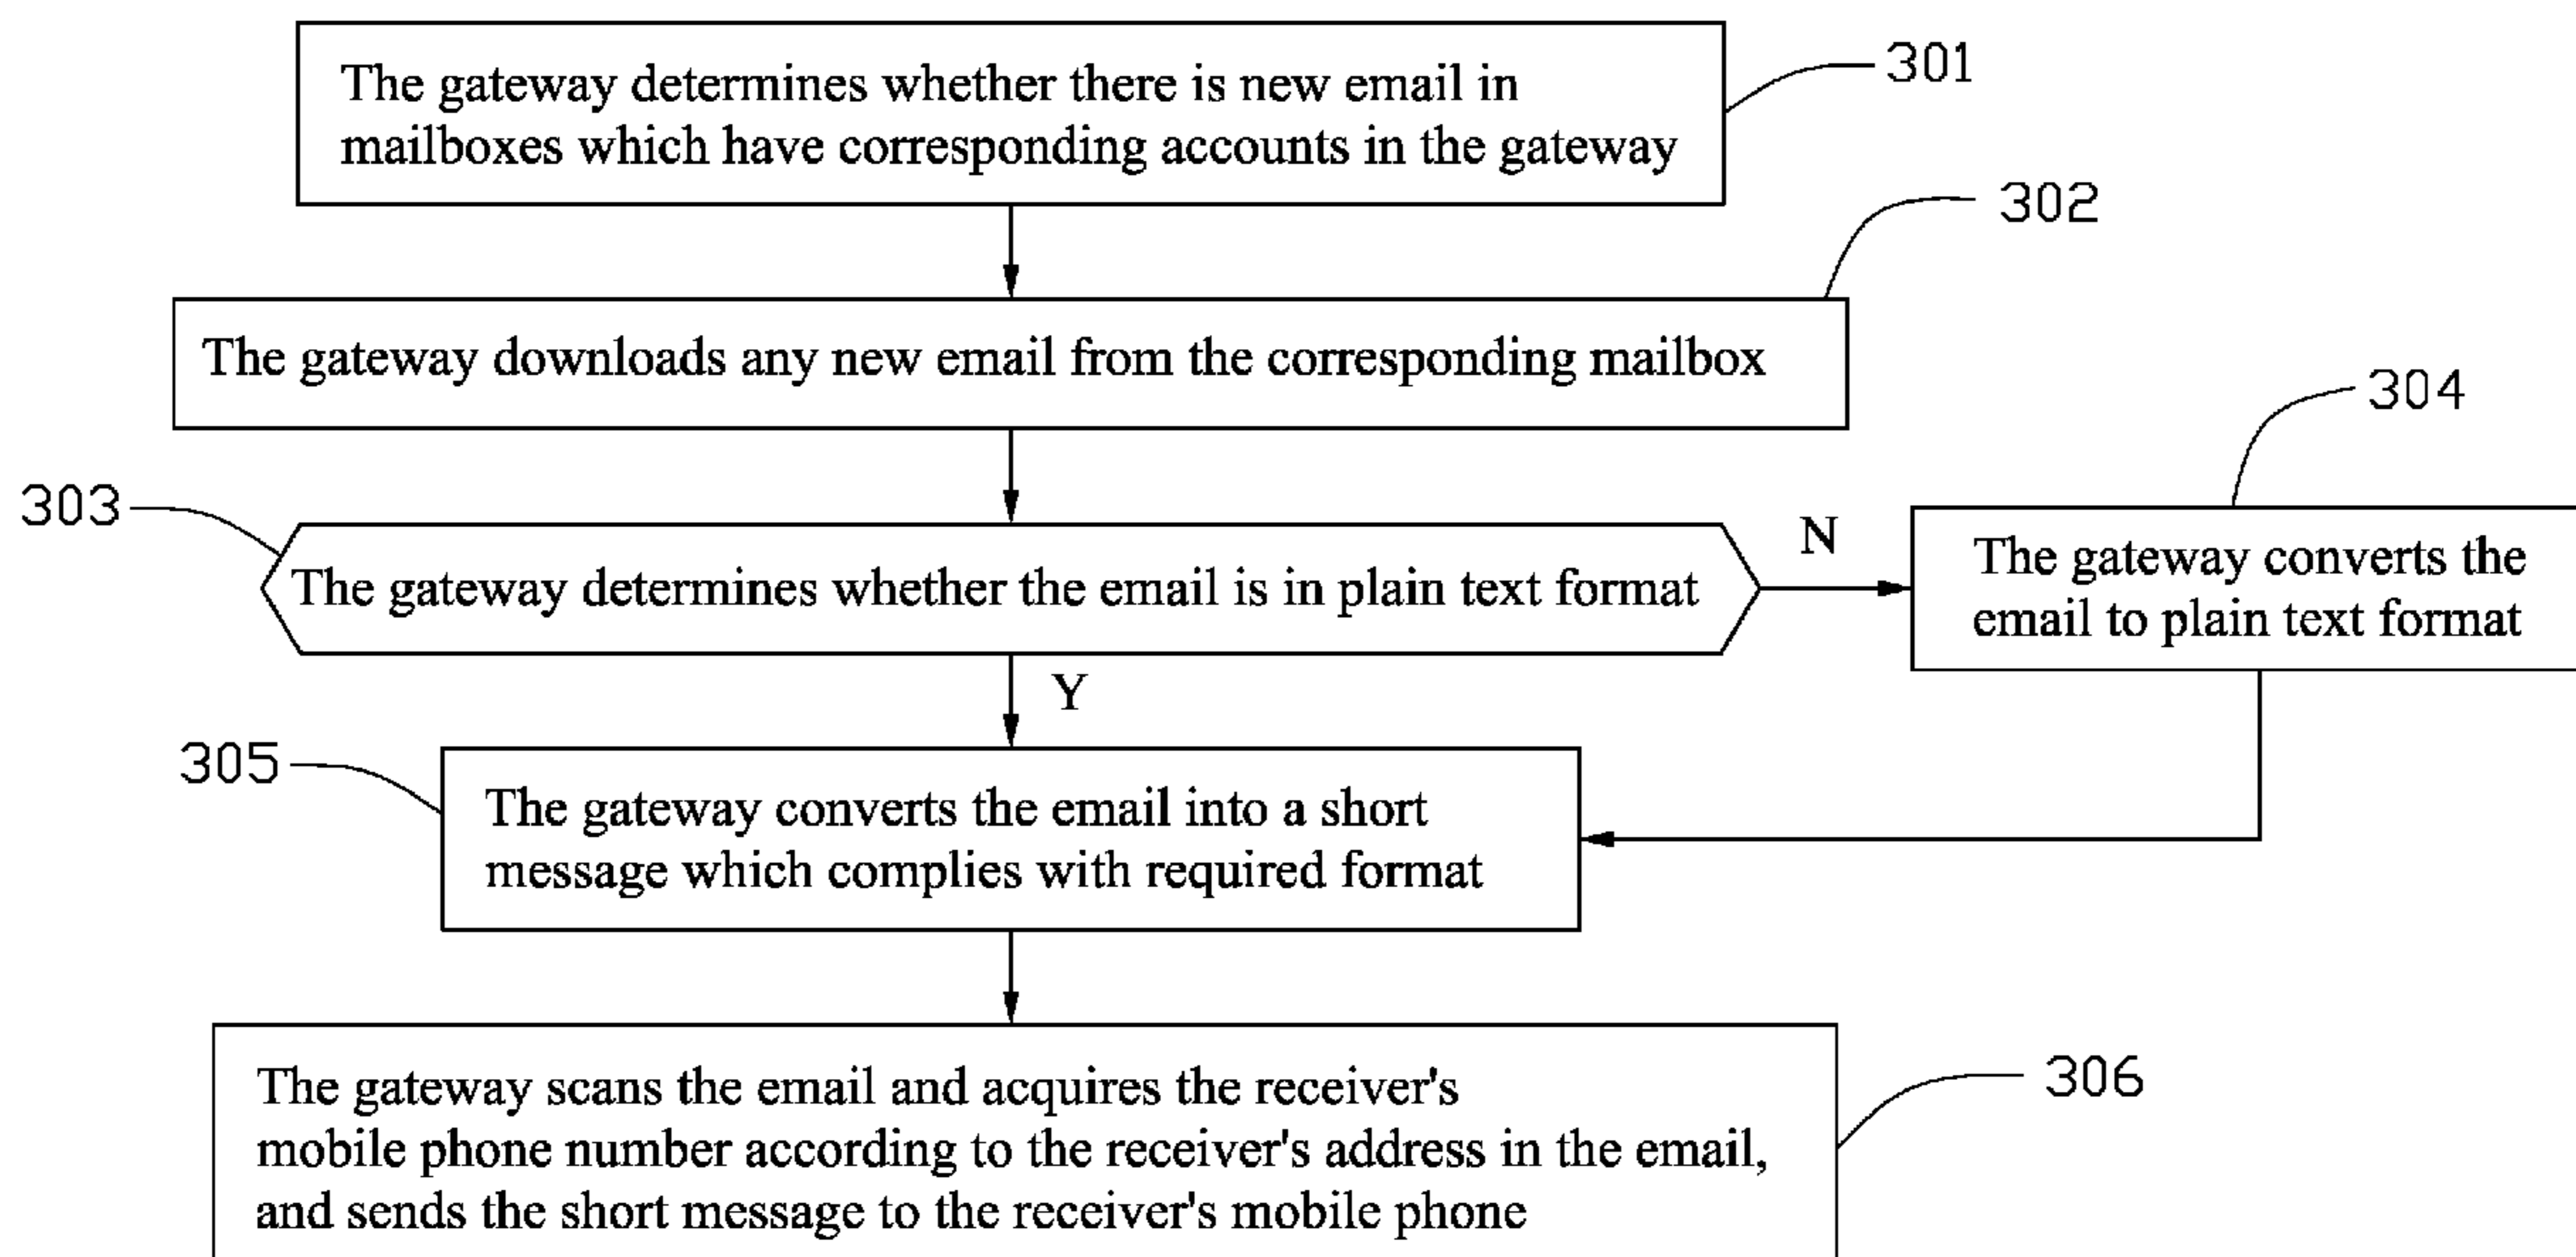 The gateway determines whether there is new email in
mailboxes which have corresponding accounts in the gateway
301
302
The gateway downloads any new email from the corresponding mailbox
304
303
The gateway determines whether the email is in plain text format
N
The gateway converts the
email to plain text format
Y
305
The gateway converts the email into a short
message which complies with required format
306
The gateway scans the email and acquires the receiver's
mobile phone number according to the receiver's address in the email,
and sends the short message to the receiver's mobile phone